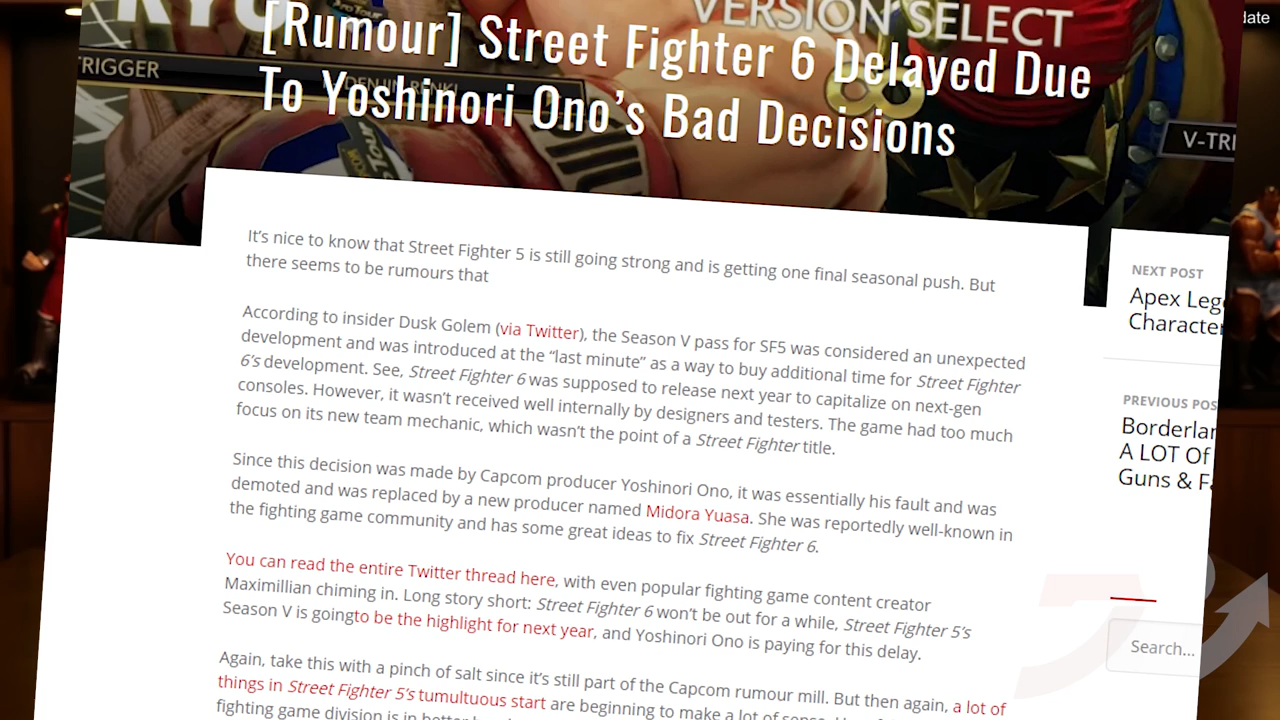 RYU
ProTour
VERSION SELECT
late
[Rumour] Street Fighter 6 Delayed Due
To Yoshinori Ono’s Bad Decisions
TRIGGER
DENJIN RENKI
V-TRI
It’s nice to know that Street Fighter 5 is still going strong and is getting one final seasonal push. But
there seems to be rumours that
According to insider Dusk Golem (via Twitter), the Season V pass for SF5 was considered an unexpected
development and was introduced at the “last minute” as a way to buy additional time for Street Fighter
6’s development. See, Street Fighter 6 was supposed to release next year to capitalize on next-gen
consoles. However, it wasn’t received well internally by designers and testers. The game had too much
focus on its new team mechanic, which wasn’t the point of a Street Fighter title.
Since this decision was made by Capcom producer Yoshinori Ono, it was essentially his fault and was
demoted and was replaced by a new producer named Midora Yuasa. She was reportedly well-known in
the fighting game community and has some great ideas to fix Street Fighter 6.
You can read the entire Twitter thread here, with even popular fighting game content creator
Maximillian chiming in. Long story short: Street Fighter 6 won’t be out for a while, Street Fighter 5’s
Season V is goingto be the highlight for next year, and Yoshinori Ono is paying for this delay.
Again, take this with a pinch of salt since it’s still part of the Capcom rumour mill. But then again, a lot of
things in Street Fighter 5’s tumultuous start are beginning to make a lot of sense.
fighting game division is in better
NEXT POST
Apex Leg
Character
PREVIOUS POS
Borderlan
A LOT Of
Guns & F
Search...